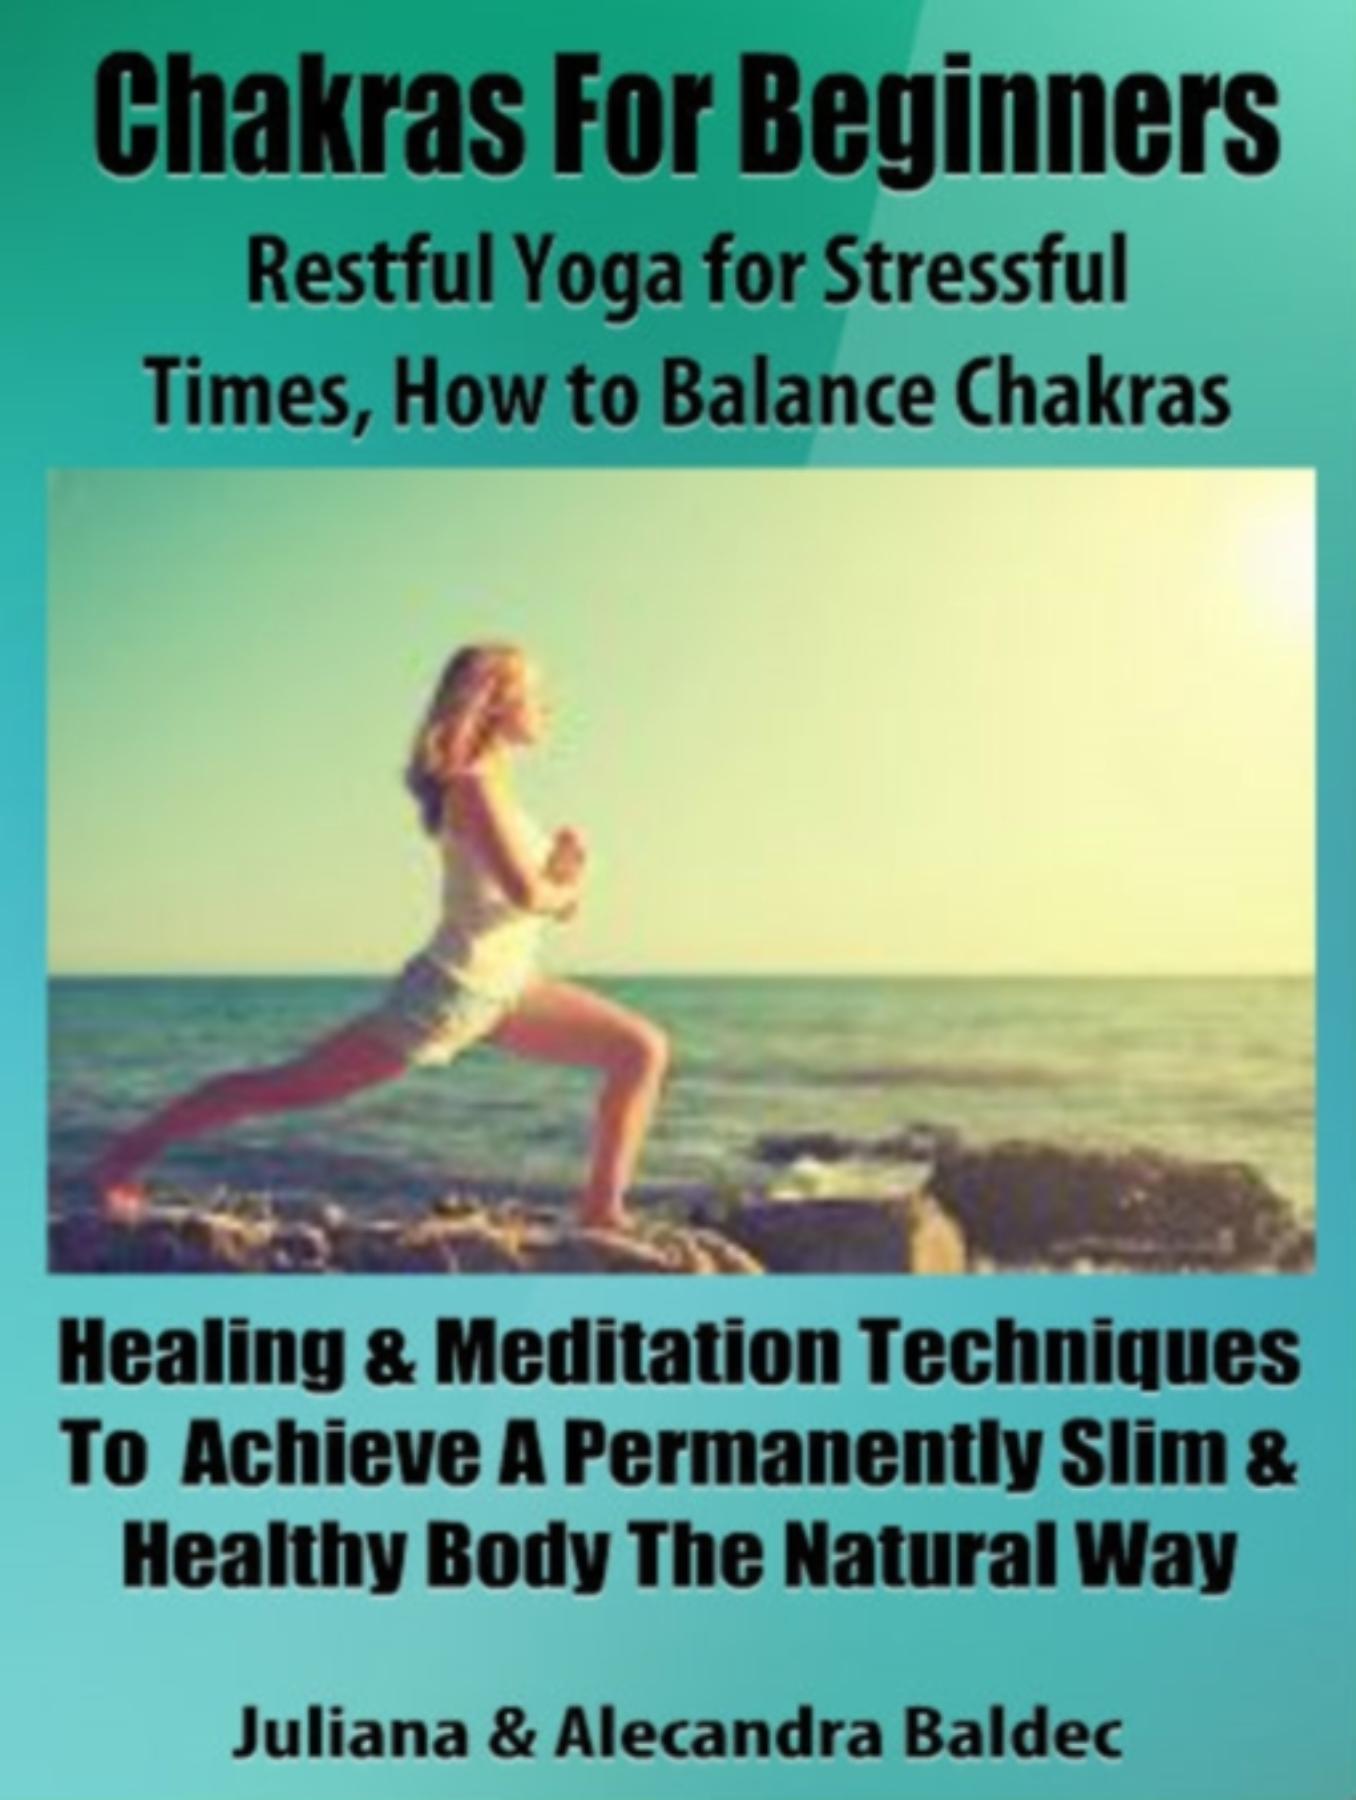 Chakras For Beginners
Restful Yoga for Stressful
Times, How to Balance Chakras
Healing & Meditation Techniques
To Achieve A Permanently Slim &
Healthy Body The Natural Way
Juliana & Alecandra Baldec